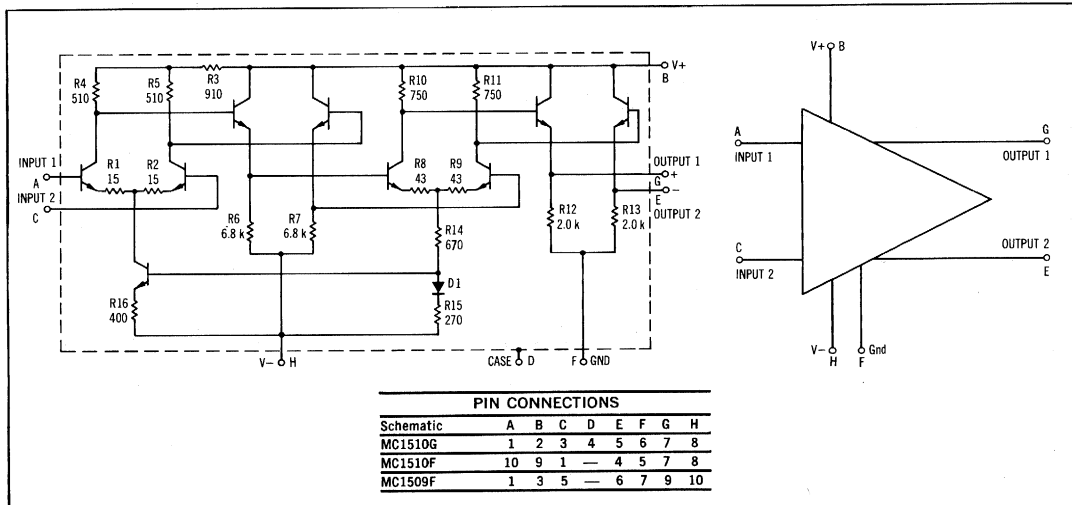 R4
510
R5
510
R3
910
R10
750
R11
750
V+
B
INPUT 1
A
INPUT 2
C
R1
15
R2
15
R8
43
R9
43
OUTPUT 1
+
G
−
E
OUTPUT 2
R6
6.8 k
R7
6.8 k
R12
2.0 k
R13
2.0 k
R14
670
D1
R15
270
R16
400
V− H
CASE D
F GND
V+ B
A
INPUT 1
G
OUTPUT 1
C
INPUT 2
OUTPUT 2
E
V−
H
Gnd
F
PIN CONNECTIONS
Schematic A B C D E F G H
MC1510G 1 2 3 4 5 6 7 8
MC1510F 10 9 1 — 4 5 7 8
MC1509F 1 3 5 — 6 7 9 10